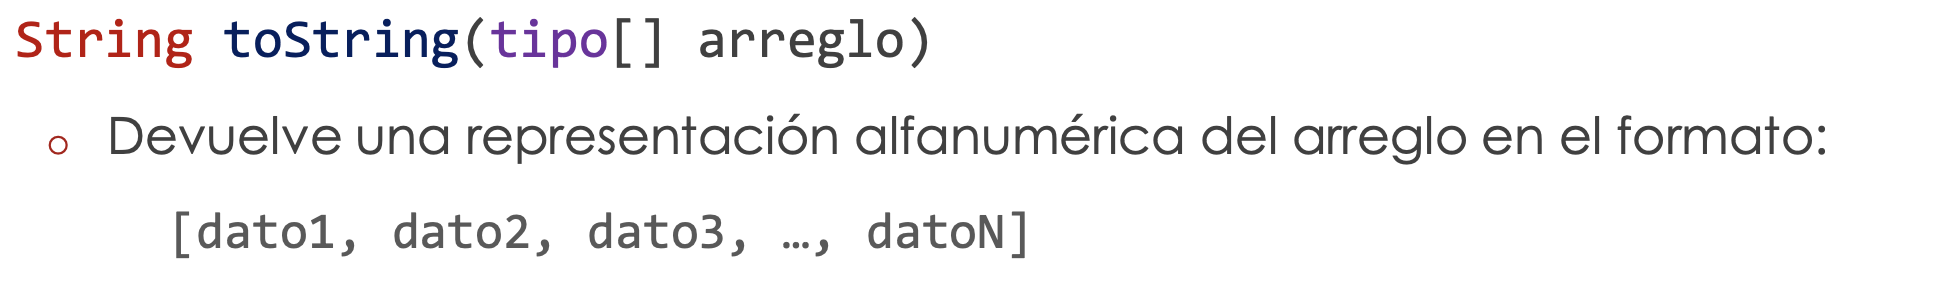 String toString(tipo[] arreglo)
o Devuelve una representación alfanumérica del arreglo en el formato:
[dato1, dato2, dato3, …, datoN]